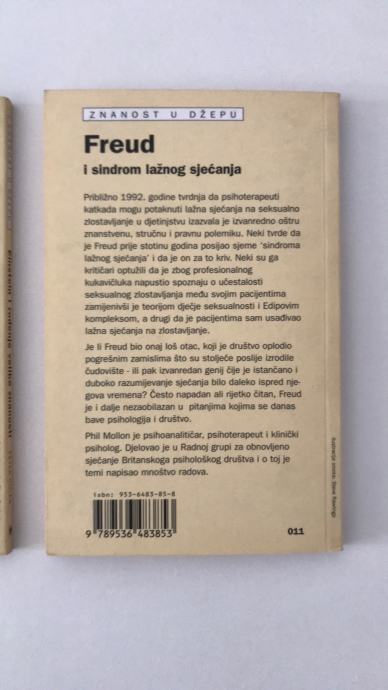 ZNANOST U DŽEPU
Freud
i sindrom lažnog sjećanja
Približno 1992. godine tvrdnja da psihoterapeuti
katkada mogu potaknuti lažna sjećanja na seksualno
zlostavljanje u djetinjstvu izazvala je izvanredno oštru
znanstvenu, stručnu i pravnu polemiku. Neki tvrde da
je Freud prije stotinu godina posijao sjeme 'sindroma
lažnog sjećanja' i da je on za to kriv. Neki su ga
kritičari optužili da je zbog profesionalnog
kukavičluka napustio spoznaju o učestalosti
seksualnog zlostavljanja među svojim pacijentima
zamijenivši je teorijom dječje seksualnosti i Edipovim
kompleksom, a drugi da je pacijentima sam usađivao
lažna sjećanja na zlostavljanje.
Je li Freud bio onaj loš otac, koji je društvo oplodio
pogrešnim zamislima što su stoljeće poslije izrodile
čudovište - ili pak izvanredan genij čije je iscjeljujuće i
duboko razumijevanje sjećanja bilo daleko ispred nje-
gova vremena? Često napadan ali rijetko čitan, Freud
je i dalje nezaobilazan u pitanjima kojima se danas
bave psihologija i društvo.
Phil Mollon je psihoanalitičar, psihoterapeut i klinički
psiholog. Djelovao je u Radnoj grupi za obnovljeno
sjećanje Britanskoga psihološkog društva i o toj je
temi napisao mnoštvo radova.
isbn: 953-6483-85-8
9 789536 483853
011